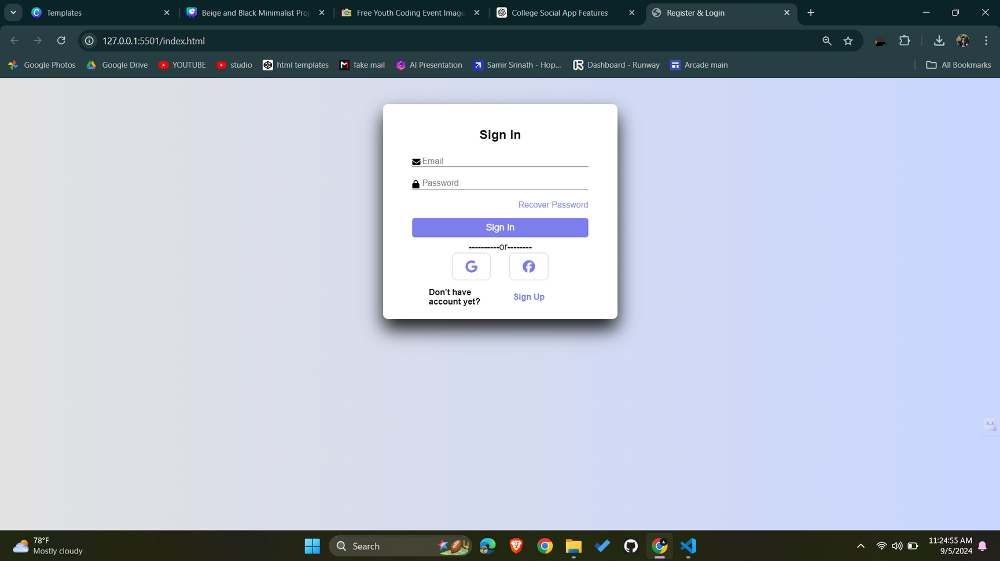 Templates
Beige and Black Minimalist Proj
Free Youth Coding Event Image
College Social App Features
Register & Login
127.0.0.1:5501/index.html
Google Photos
Google Drive
YOUTUBE
studio
html templates
fake mail
AI Presentation
Samir Srinath - Hop...
Dashboard - Runway
Arcade main
All Bookmarks
Sign In
Email
Password
Recover Password
Sign In
----------or--------
Don't have
account yet?
Sign Up
78°F
Mostly cloudy
Search
11:24:55 AM
9/5/2024